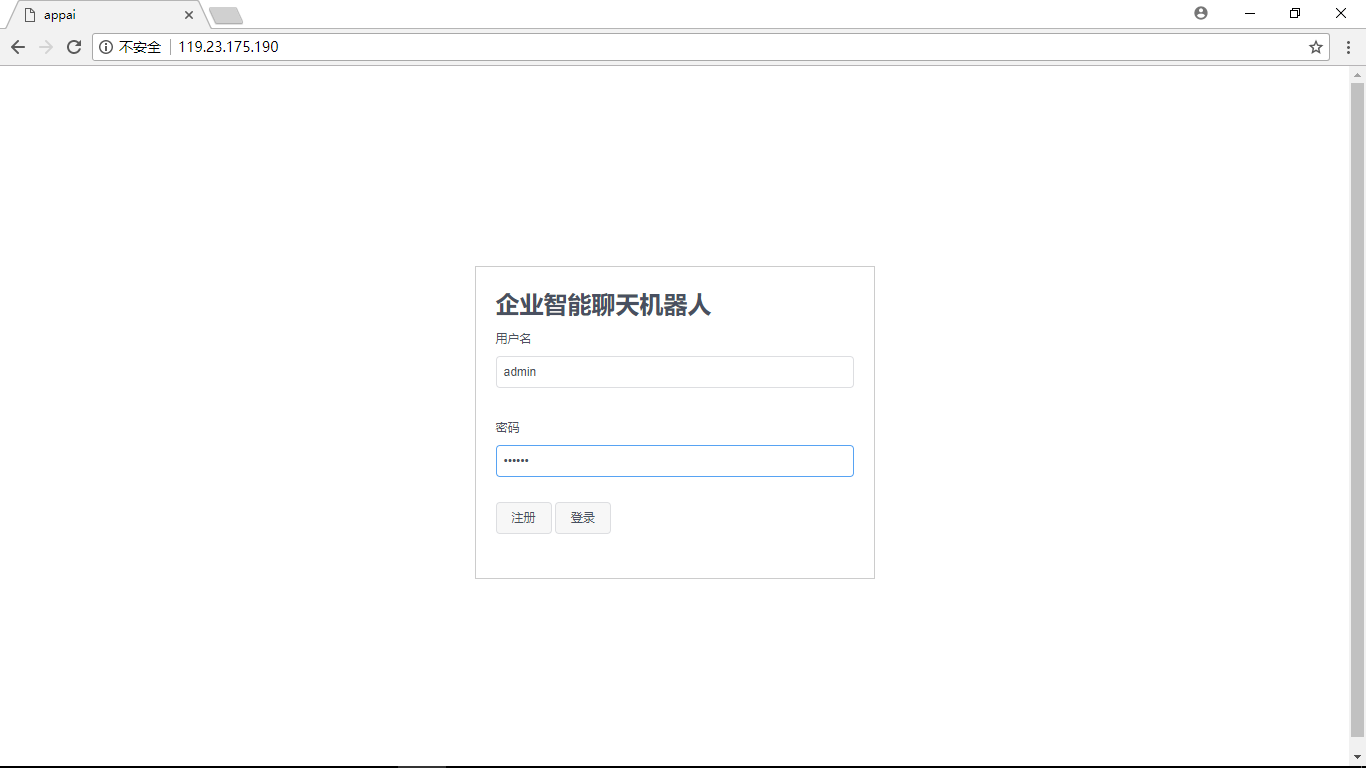 appai
不安全 119.23.175.190
企业智能聊天机器人
用户名
admin
密码
••••••
注册 登录